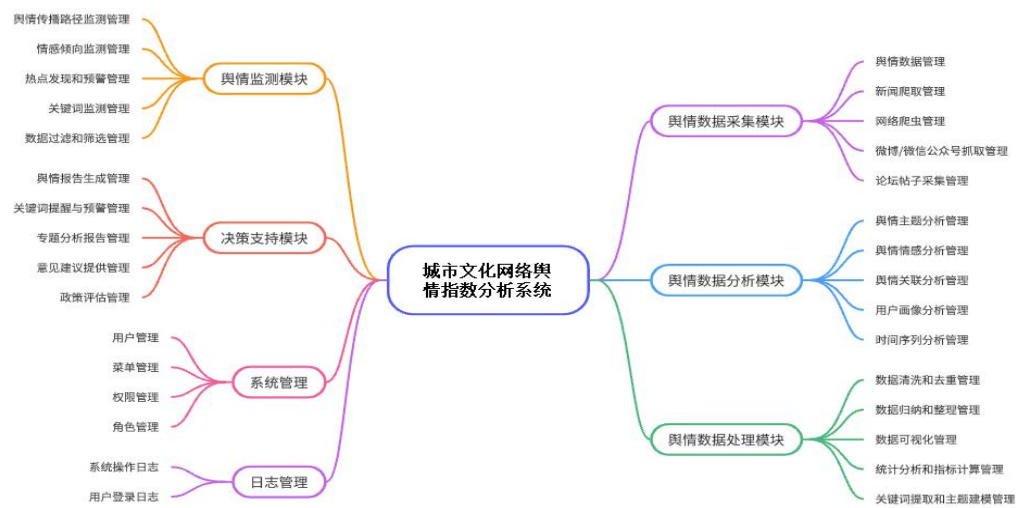 城市文化网络舆
情指数分析系统
舆情监测模块
舆情传播路径监测管理
情感倾向监测管理
热点发现和预警管理
关键词监测管理
数据过滤和筛选管理
决策支持模块
舆情报告生成管理
关键词提醒与预警管理
专题分析报告管理
意见建议提供管理
政策评估管理
系统管理
用户管理
菜单管理
权限管理
角色管理
日志管理
系统操作日志
用户登录日志
舆情数据采集模块
舆情数据管理
新闻爬取管理
网络爬虫管理
微博/微信公众号抓取管理
论坛帖子采集管理
舆情数据分析模块
舆情主题分析管理
舆情情感分析管理
舆情关联分析管理
用户画像分析管理
时间序列分析管理
舆情数据处理模块
数据清洗和去重管理
数据归纳和整理管理
数据可视化管理
统计分析和指标计算管理
关键词提取和主题建模管理